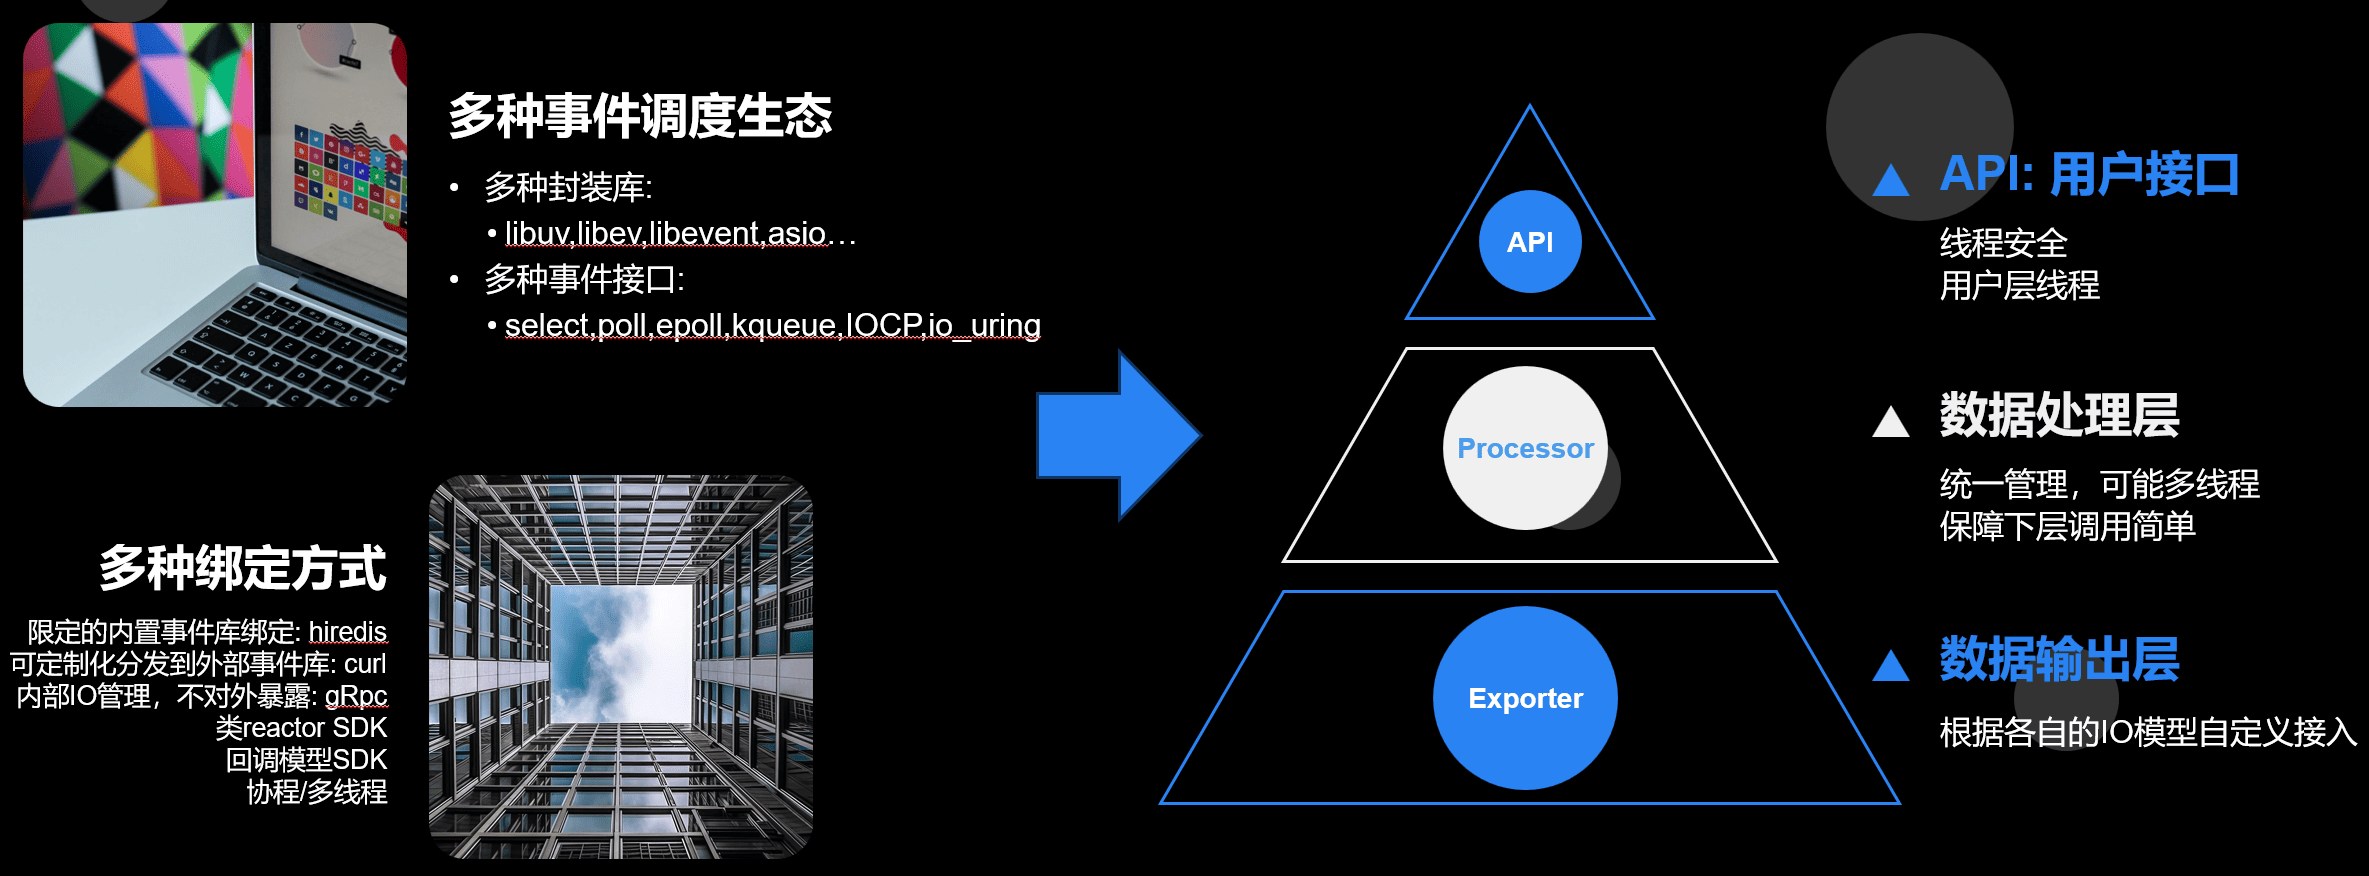 多种事件调度生态
• 多种封装库:
• libuv,libev,libevent,asio…
• 多种事件接口:
• select,poll,epoll,kqueue,IOCP,io_uring
多种绑定方式
限定的内置事件库绑定: hiredis
可定制化分发到外部事件库: curl
内部IO管理，不对外暴露: gRpc
类reactor SDK
回调模型SDK
协程/多线程
API
Processor
Exporter
API: 用户接口
线程安全
用户层线程
数据处理层
统一管理，可能多线程
保障下层调用简单
数据输出层
根据各自的IO模型自定义接入